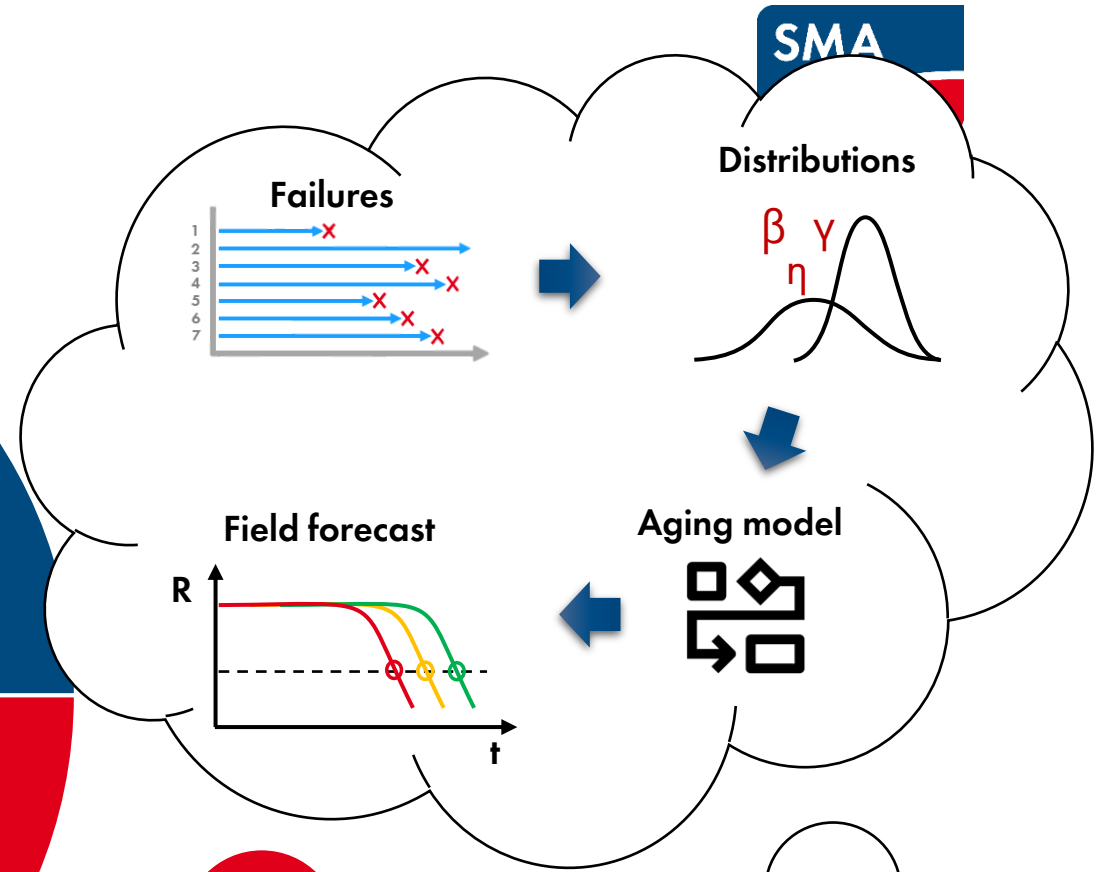 SMA
Distributions
Failures
β γ
η
1
2
3
4
5
6
7
Field forecast
Aging model
R
t